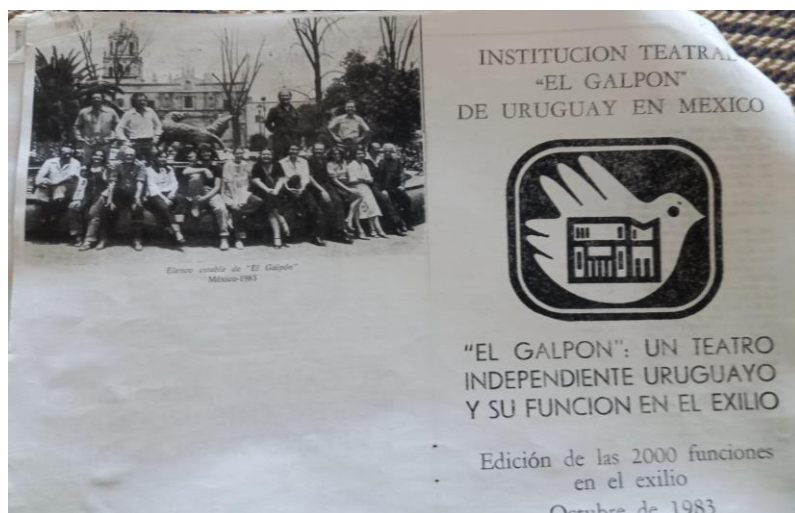 Elenco estable de "El Galpón"
México-1983
INSTITUCION TEATRAL
"EL GALPON"
DE URUGUAY EN MEXICO
"EL GALPON": UN TEATRO
INDEPENDIENTE URUGUAYO
Y SU FUNCION EN EL EXILIO
Edición de las 2000 funciones
en el exilio
Octubre de 1983